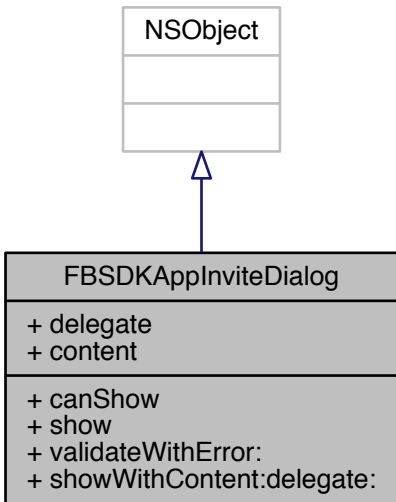 NSObject
FBSDKAppInviteDialog
+ delegate
+ content
+ canShow
+ show
+ validateWithError:
+ showWithContent:delegate: